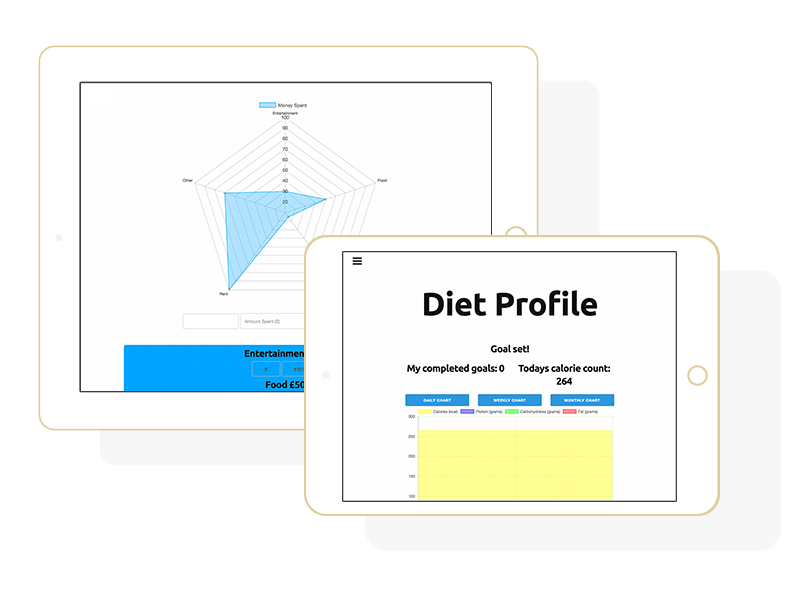 Money Spent
Entertainment
100
90
80
70
60
50
40
30
20
Other
Food
Rent
Amount Spent (£)
Entertainmen
X
Food £50
Diet Profile
Goal set!
My completed goals: 0
Todays calorie count:
264
DAILY CHART
WEEKLY CHART
MONTHLY CHART
Calories (kcal)
Protein (grams)
Carbohydrates (grams)
Fat (grams)
300
250
200
150
100